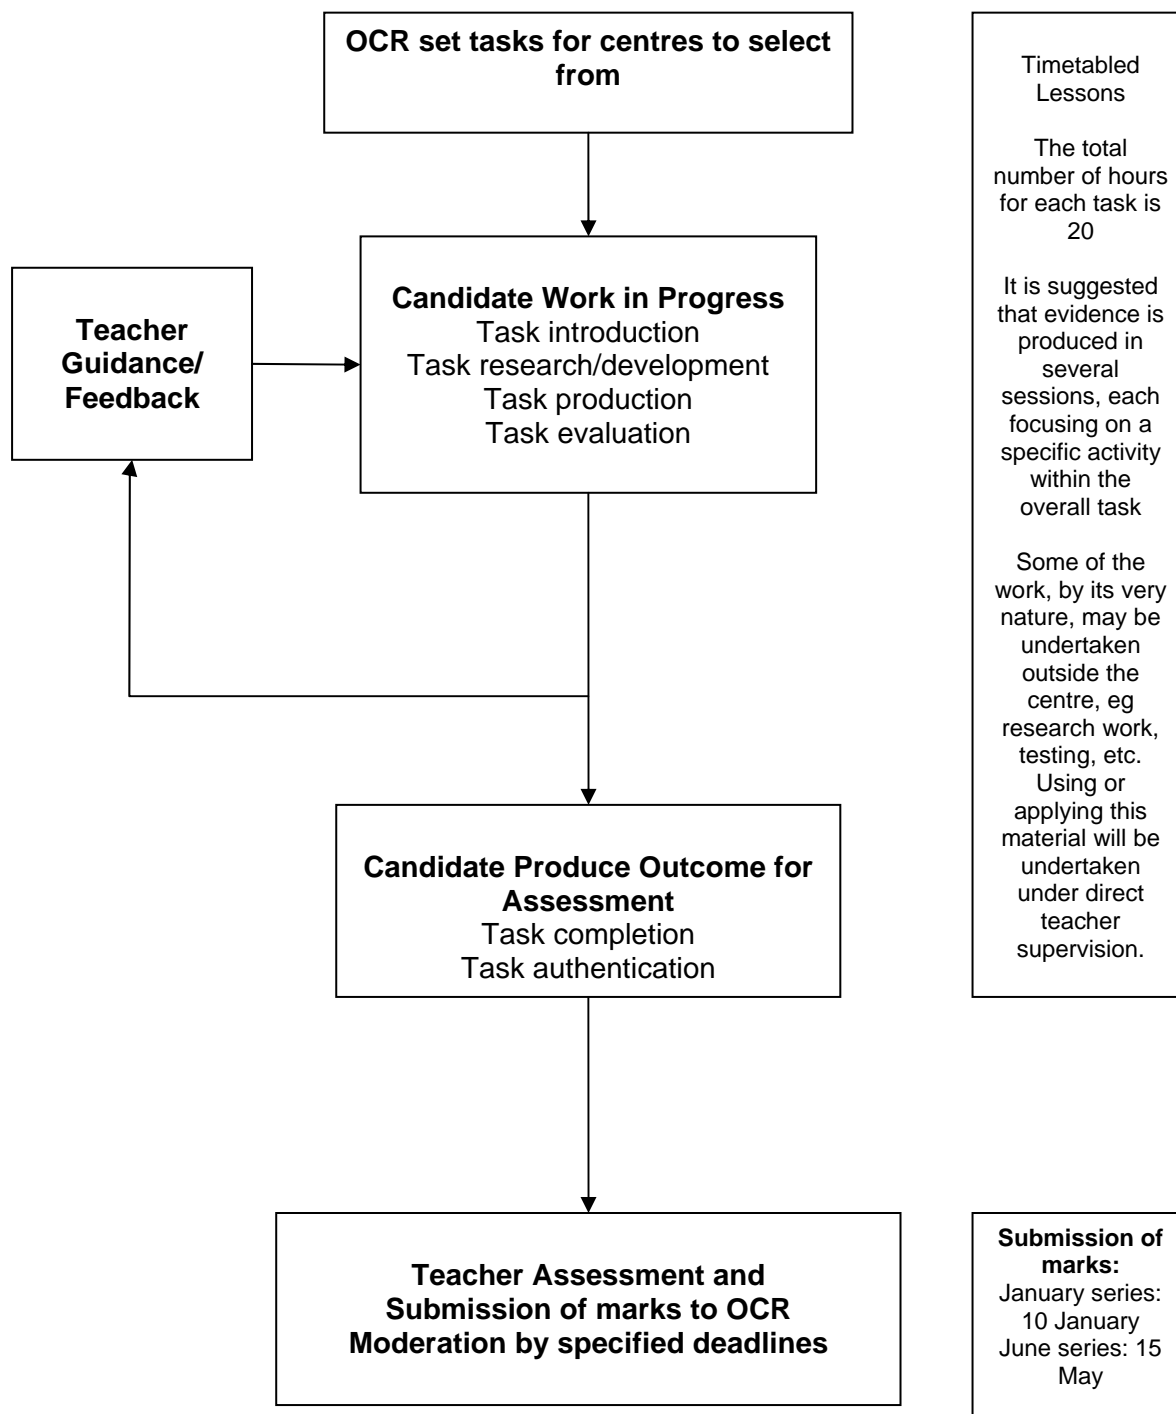 OCR set tasks for centres to select
from
Timetabled
Lessons
The total
number of hours
for each task is
20
It is suggested
that evidence is
produced in
several
sessions, each
focusing on a
specific activity
within the
overall task
Some of the
work, by its very
nature, may be
undertaken
outside the
centre, eg
research work,
testing, etc.
Using or
applying this
material will be
undertaken
under direct
teacher
supervision.
Teacher
Guidance/
Feedback
Candidate Work in Progress
Task introduction
Task research/development
Task production
Task evaluation
Candidate Produce Outcome for
Assessment
Task completion
Task authentication
Teacher Assessment and
Submission of marks to OCR
Moderation by specified deadlines
Submission of
marks:
January series:
10 January
June series: 15
May